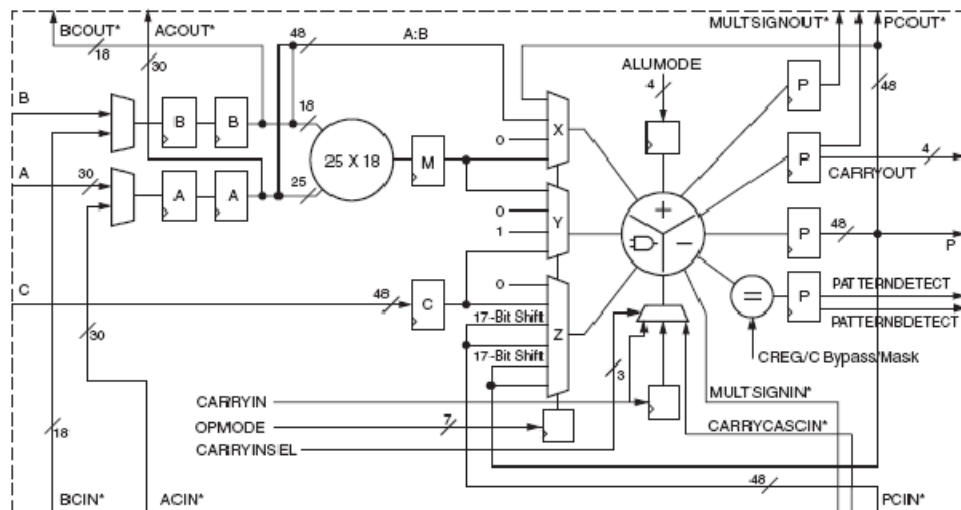 BCOUT* ACOUT* MULTSIGNOUT* PCOUT*
18 30 48 A:B
ALUMODE 48
4
B 18 B B X P
0
25 X 18 M
A 30 A A 25 P 4
CARRYOUT
0 Y + P 48
1 − P
C 48 C 0 = P PATTERNDETECT
17-Bit Shift PATTERNBDETECT
30 Z
17-Bit Shift CREG/C Bypass/Mask
3
CARRYIN MULTSIGNIN*
18 OPMODE 7 CARRYCASCIN*
CARRYINSEL
48
BCIN* ACIN* PCIN*